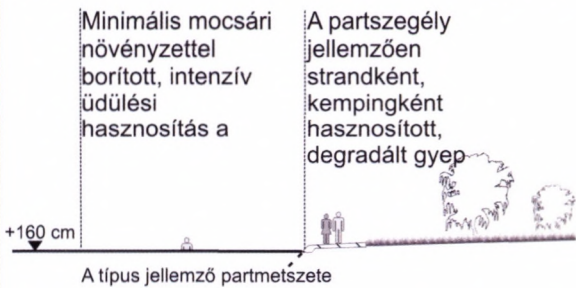 Minimális mocsári
növényzettel
borított, intenzív
üdülési
hasznosítás a
A partszegély
jellemzően
strandként,
kempingként
hasznosított,
degradált gyep
+160 cm
A típus jellemző partmetszete